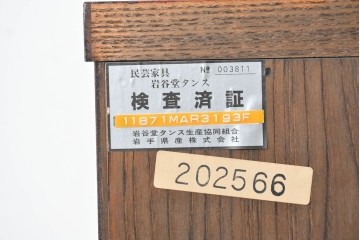 民芸家具 № 003811
岩谷堂タンス
検査済証
11871MAR3193F
岩谷堂タンス生産協同組合
岩手県産株式会社
202566